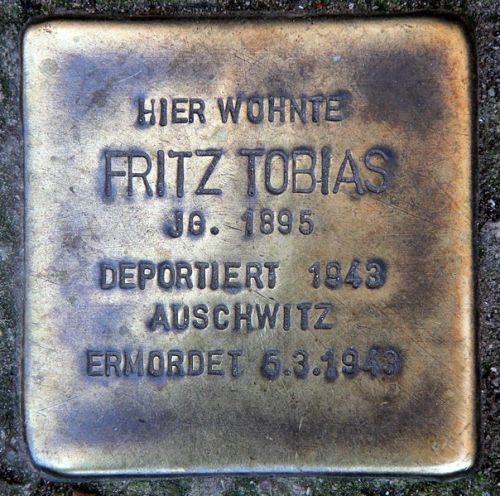 HIER WOHNTE
FRITZ TOBIAS
JG. 1895
DEPORTIERT 1943
AUSCHWITZ
ERMORDET 5.3.1943